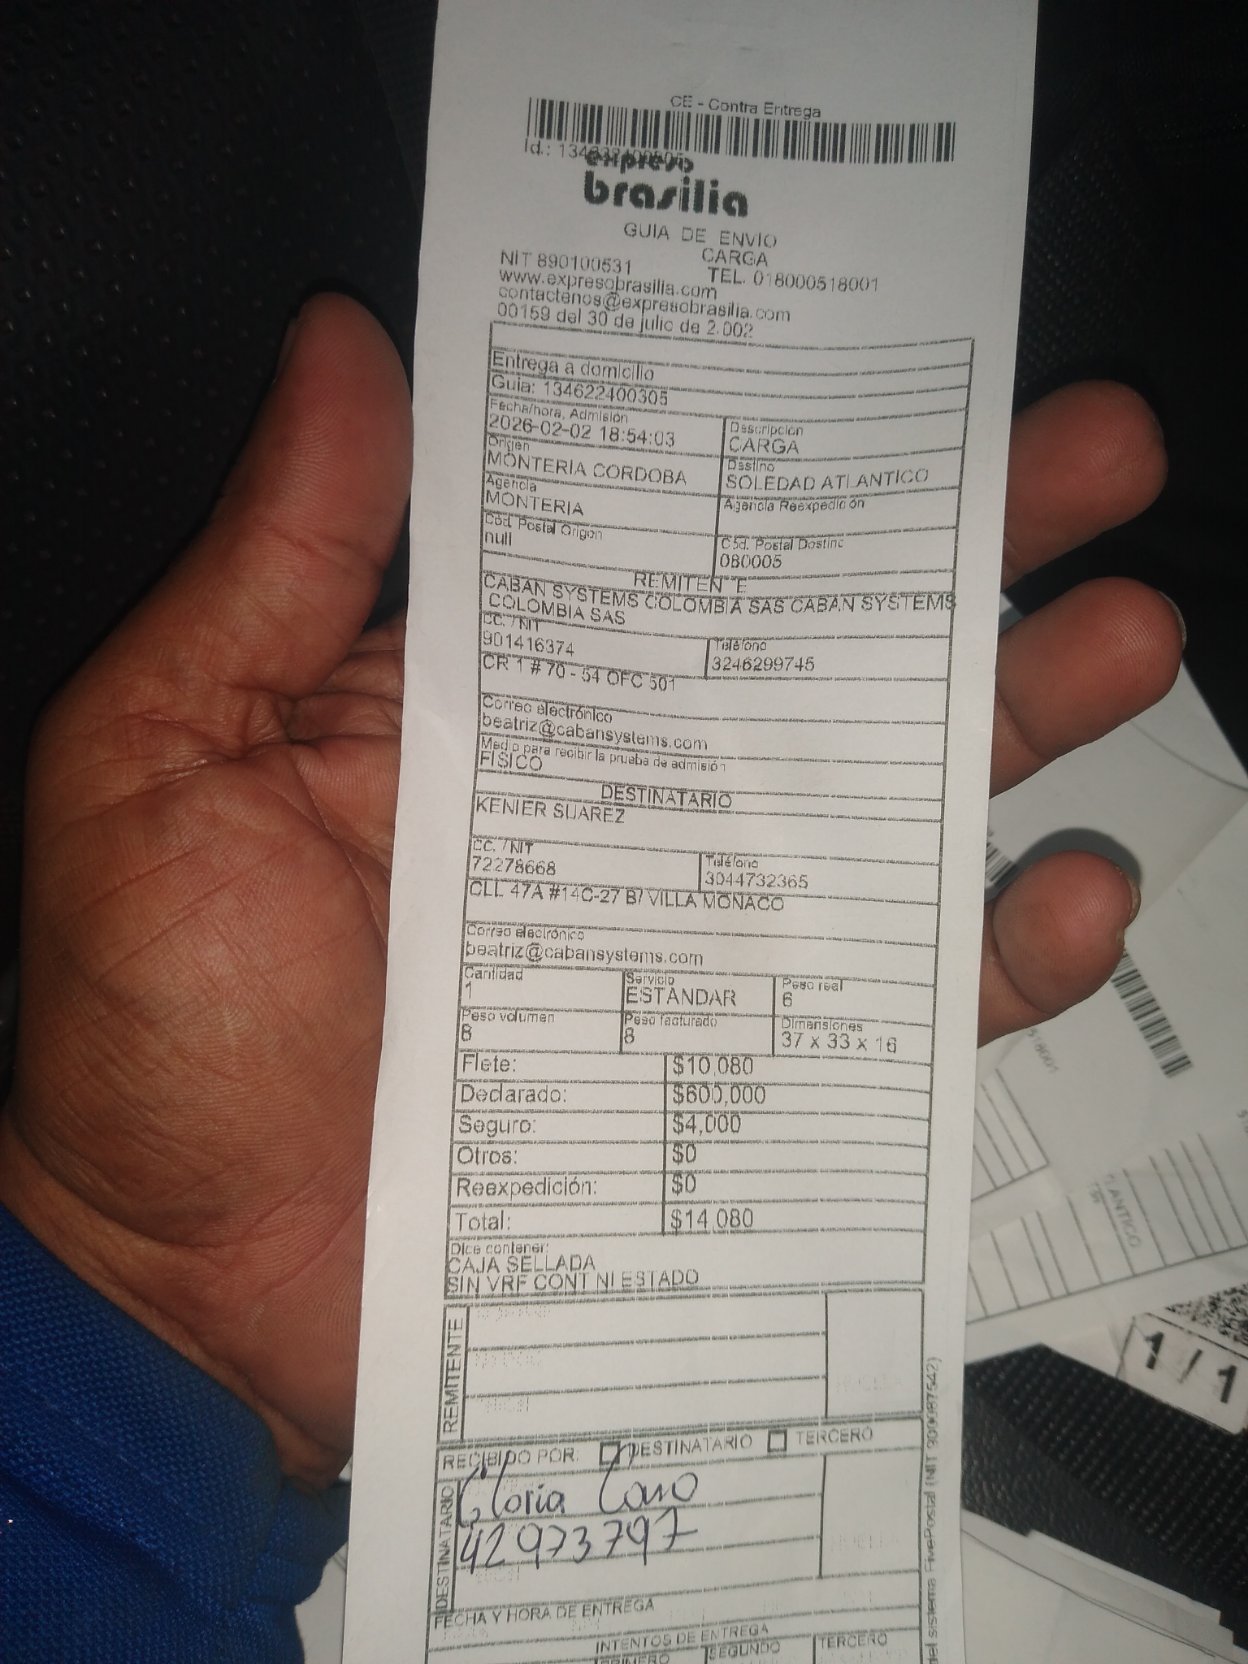 CE - Contra Entrega
Id.:
expreso
brasilia
GUIA DE ENVIO
CARGA
NIT 890100531 TEL. 018000518001
www.expresobrasilia.com
contactenos@expresobrasilia.com
00159 del 30 de julio de 2.002
Entrega a domicilio
Guia: 134622400305
Fecha/hora, Admisión
2026-02-02 18:54:03
Descripción
CARGA
Origen
MONTERIA CORDOBA
Destino
SOLEDAD ATLANTICO
Agencia
MONTERIA
Agencia Reexpedición
Cód. Postal Origen
null
Cód. Postal Destino
080005
REMITENTE
CABAN SYSTEMS COLOMBIA SAS CABAN SYSTEMS
COLOMBIA SAS
CC. / NIT
901416374
Teléfono
3246299745
CR 1 # 70 - 54 OFC 501
Correo electrónico
beatriz@cabansystems.com
Medio para recibir la prueba de admisión
FISICO
DESTINATARIO
KENIER SUAREZ
CC. / NIT
72278668
Teléfono
3044732365
CLL 47A #14C-27 B/ VILLA MONACO
Correo electrónico
beatriz@cabansystems.com
Cantidad
1
Servicio
ESTANDAR
Peso real
6
Peso volumen
8
Peso facturado
8
Dimensiones
37 x 33 x 16
Flete: $10,080
Declarado: $600,000
Seguro: $4,000
Otros: $0
Reexpedición: $0
Total: $14,080
Dice contener:
CAJA SELLADA
SIN VRF CONT NI ESTADO
REMITENTE
RECIBIDO POR: DESTINATARIO TERCERO
DESTINATARIO
Gloria Caro
42973797
FECHA Y HORA DE ENTREGA
INTENTOS DE ENTREGA
PRIMERO SEGUNDO TERCERO
del sistema FivePostal (NIT 900087542)
1 / 1